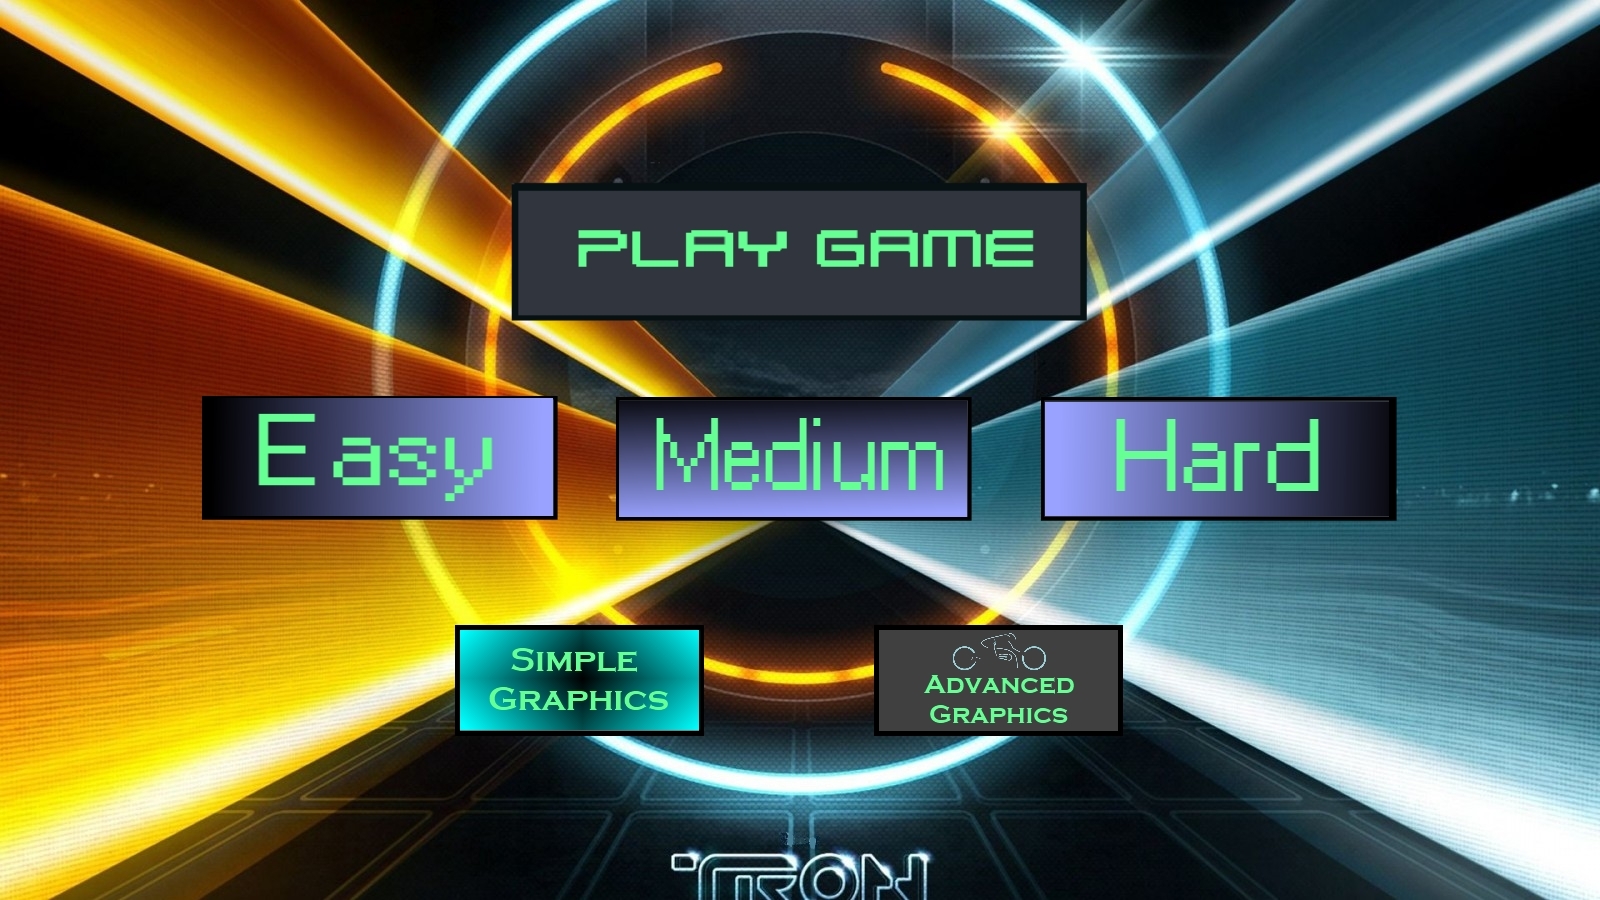 PLAY GAME
Easy
Medium
Hard
SIMPLE
GRAPHICS
ADVANCED
GRAPHICS
TRON